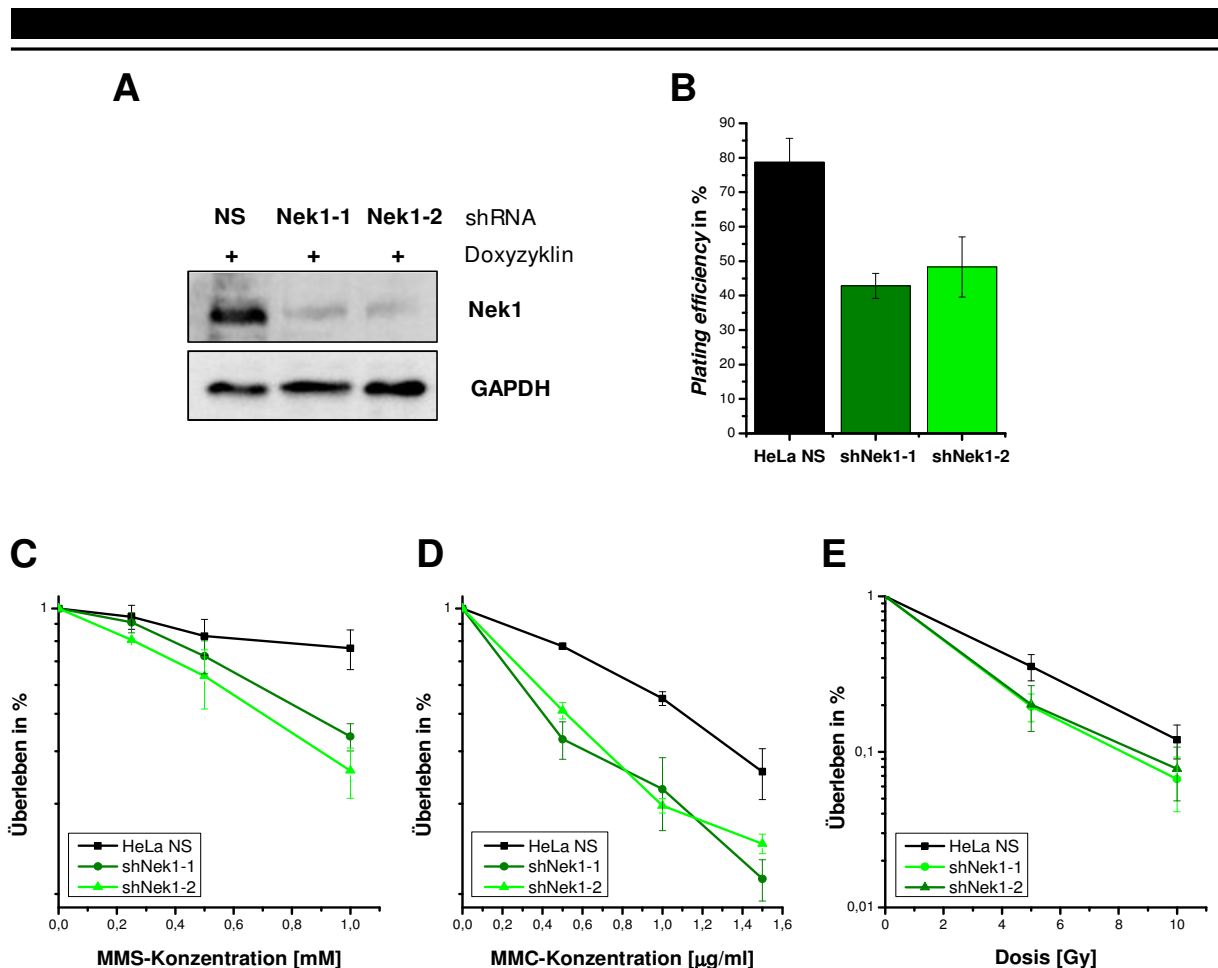 A
B
NS Nek1-1 Nek1-2 shRNA
+ + + Doxyzyklin
Nek1
GAPDH
Plating efficiency in %
90
80
70
60
50
40
30
20
10
0
HeLa NS shNek1-1 shNek1-2
C
D
E
Überleben in %
1
HeLa NS
shNek1-1
shNek1-2
0,0 0,2 0,4 0,6 0,8 1,0
MMS-Konzentration [mM]
Überleben in %
1
HeLa NS
shNek1-1
shNek1-2
0,0 0,2 0,4 0,6 0,8 1,0 1,2 1,4 1,6
MMC-Konzentration [µg/ml]
Überleben in %
1
0,1
0,01
HeLa NS
shNek1-1
shNek1-2
0 2 4 6 8 10
Dosis [Gy]